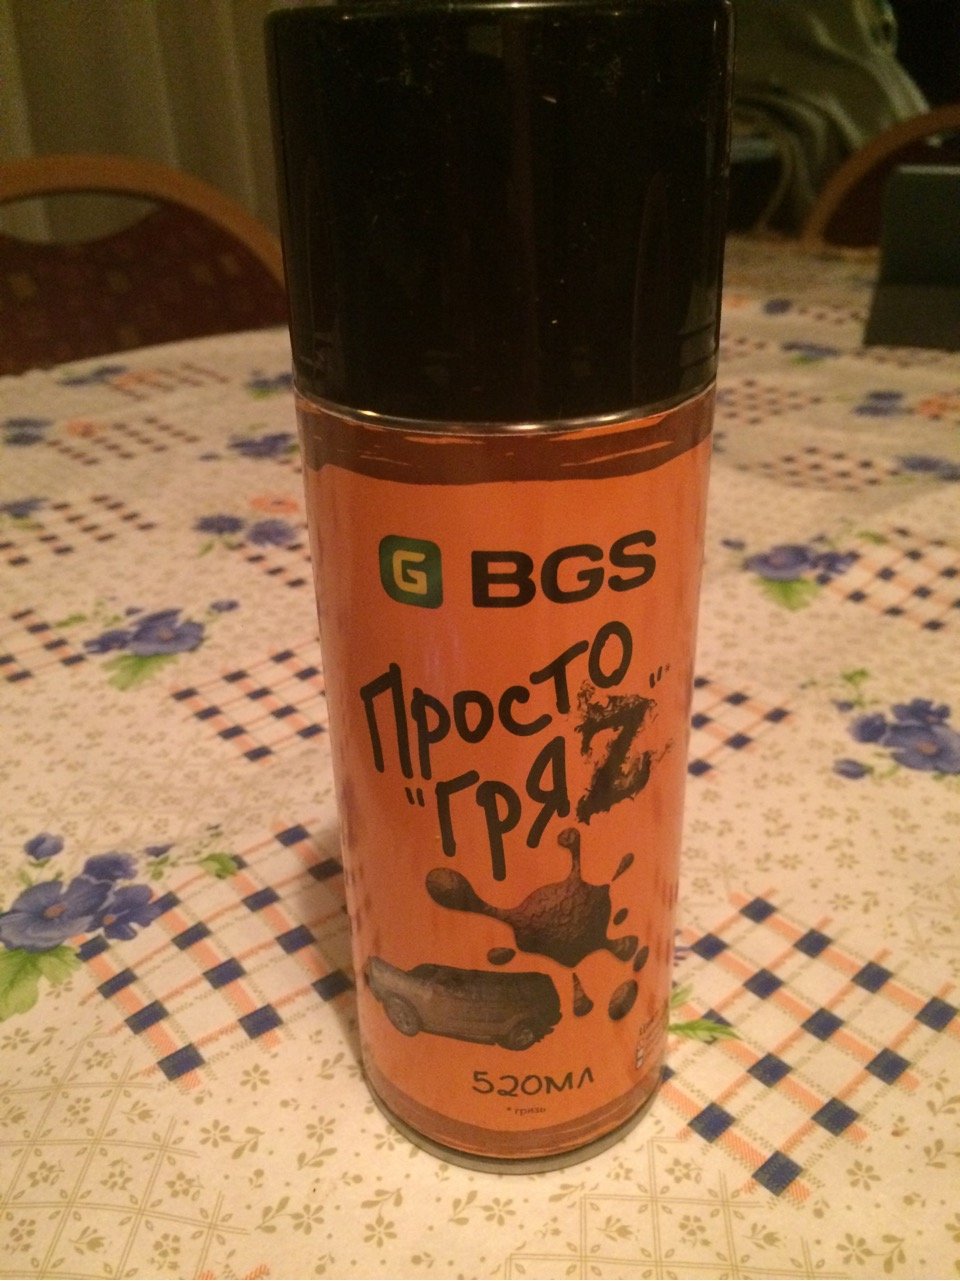 G BGS
Просто
"ГРЯZ"*
520мл
* грязь